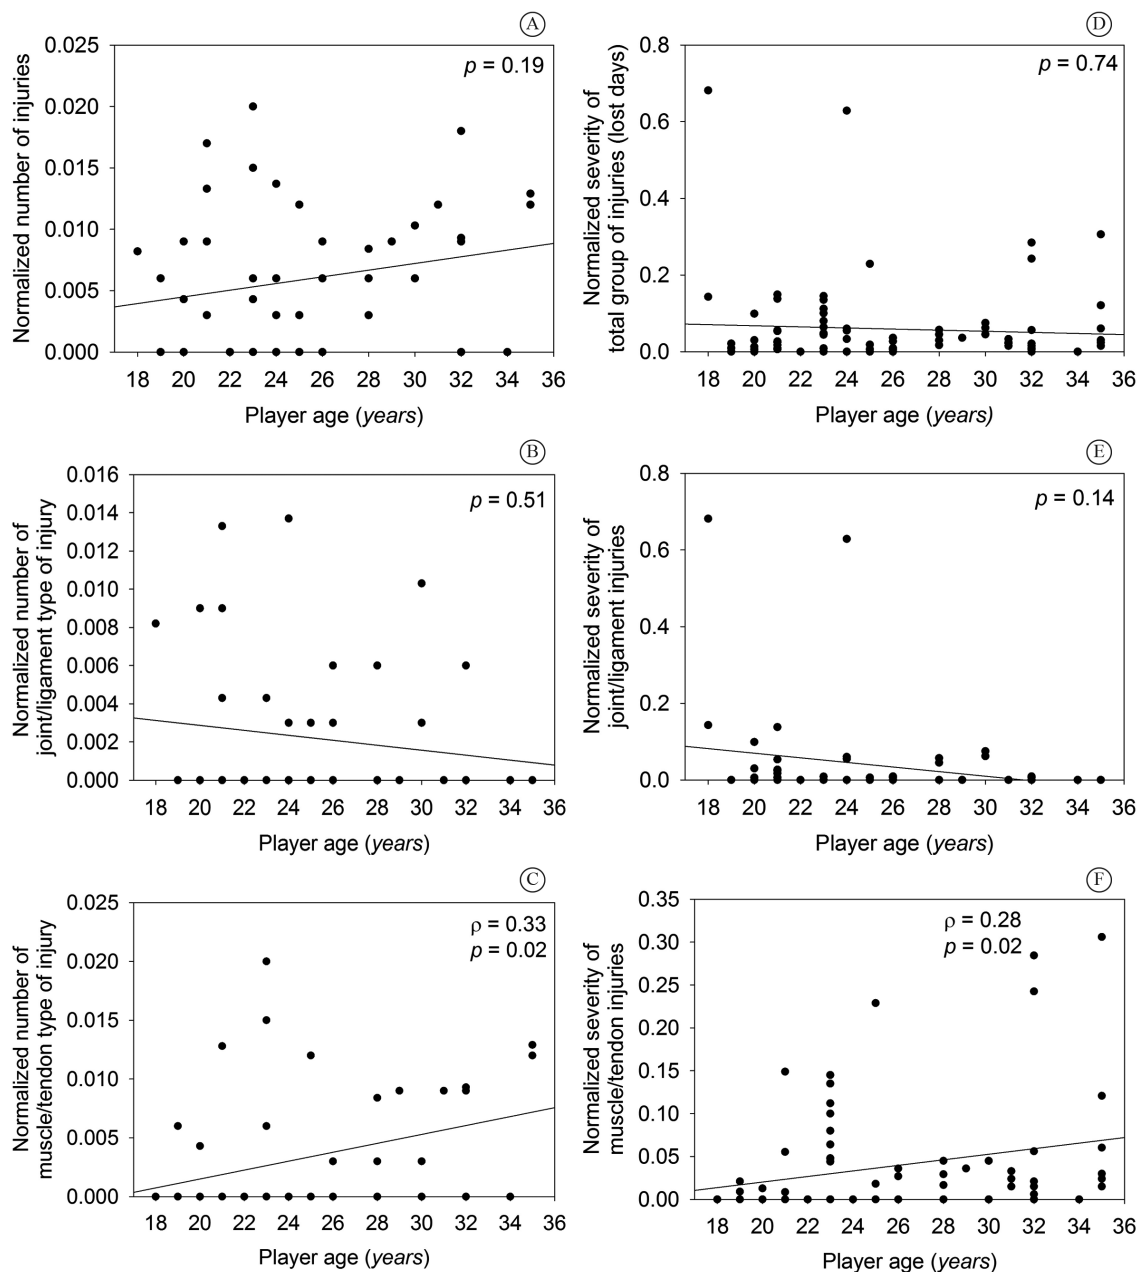 A
Normalized number of injuries
0.025
0.020
0.015
0.010
0.005
0.000
p = 0.19
18 20 22 24 26 28 30 32 34 36
Player age (years)
D
Normalized severity of
total group of injuries (lost days)
0.8
0.6
0.4
0.2
0.0
p = 0.74
18 20 22 24 26 28 30 32 34 36
Player age (years)
B
Normalized number of
joint/ligament type of injury
0.016
0.014
0.012
0.010
0.008
0.006
0.004
0.002
0.000
p = 0.51
18 20 22 24 26 28 30 32 34 36
Player age (years)
E
Normalized severity of
joint/ligament injuries
0.8
0.6
0.4
0.2
0.0
p = 0.14
18 20 22 24 26 28 30 32 34 36
Player age (years)
C
Normalized number of
muscle/tendon type of injury
0.025
0.020
0.015
0.010
0.005
0.000
ρ = 0.33
p = 0.02
18 20 22 24 26 28 30 32 34 36
Player age (years)
F
Normalized severity of
muscle/tendon injuries
0.35
0.30
0.25
0.20
0.15
0.10
0.05
0.00
ρ = 0.28
p = 0.02
18 20 22 24 26 28 30 32 34 36
Player age (years)